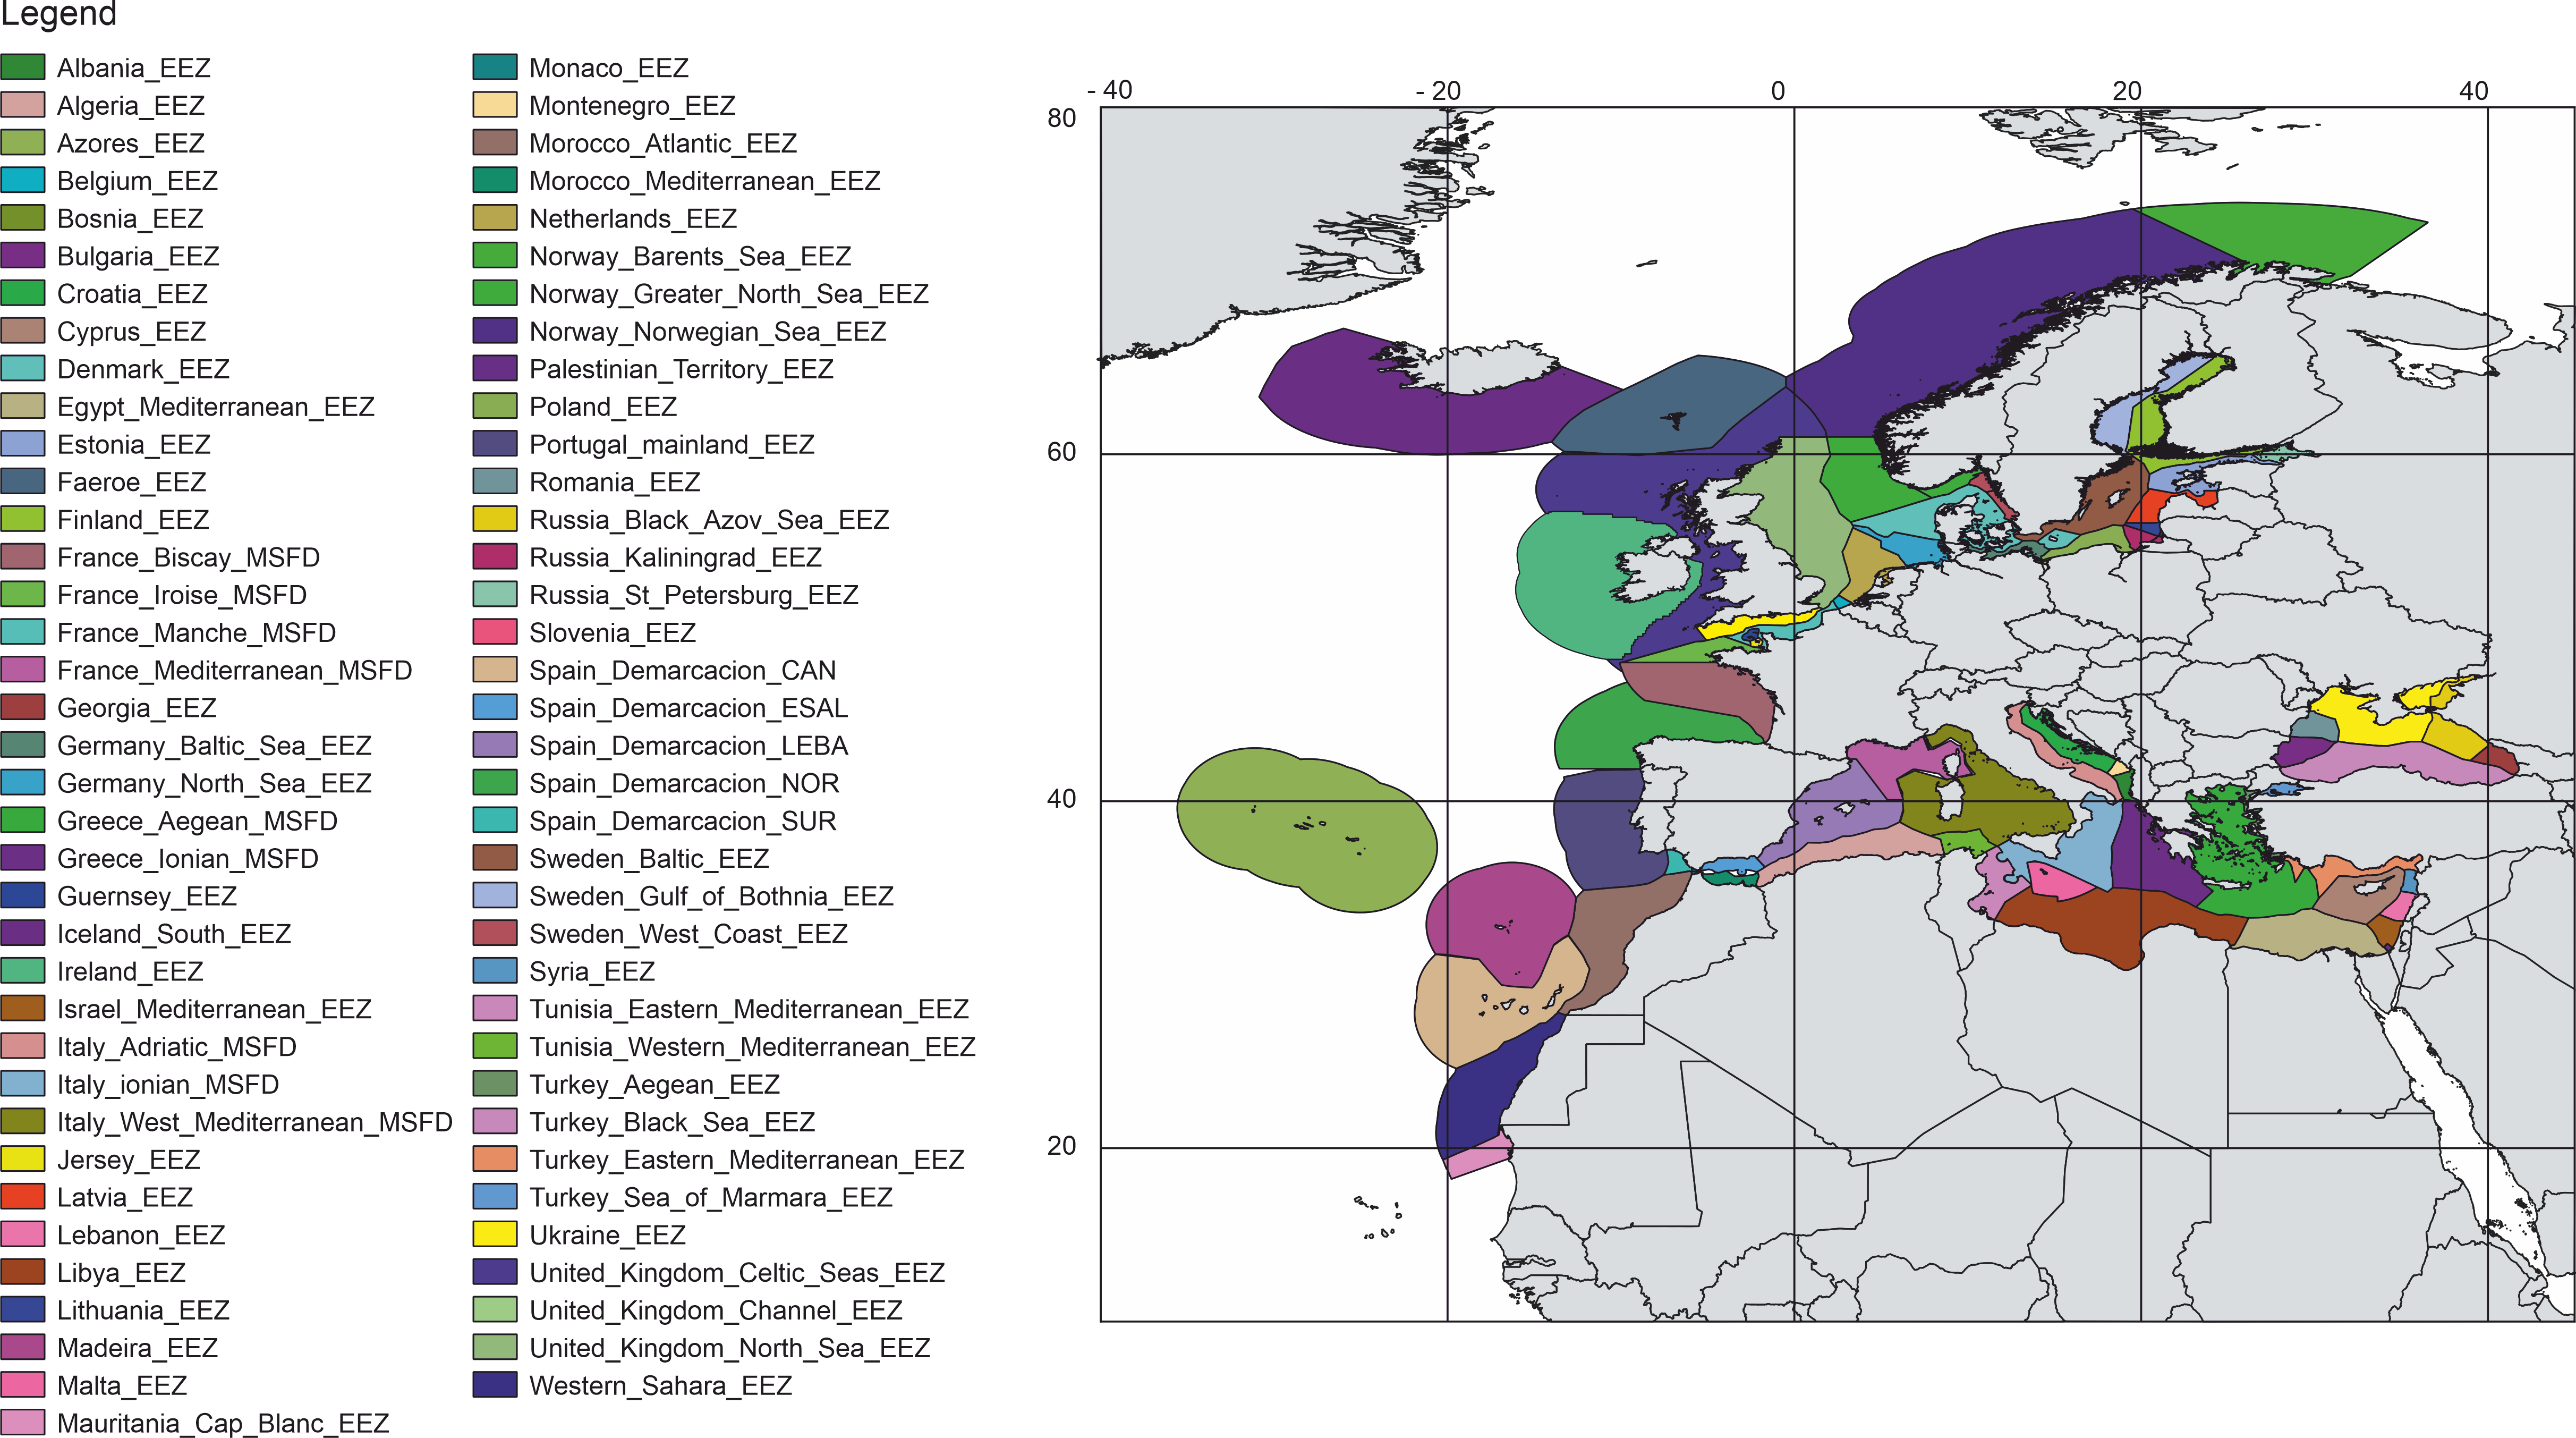 Legend
Albania_EEZ
Algeria_EEZ
Azores_EEZ
Belgium_EEZ
Bosnia_EEZ
Bulgaria_EEZ
Croatia_EEZ
Cyprus_EEZ
Denmark_EEZ
Egypt_Mediterranean_EEZ
Estonia_EEZ
Faeroe_EEZ
Finland_EEZ
France_Biscay_MSFD
France_Iroise_MSFD
France_Manche_MSFD
France_Mediterranean_MSFD
Georgia_EEZ
Germany_Baltic_Sea_EEZ
Germany_North_Sea_EEZ
Greece_Aegean_MSFD
Greece_Ionian_MSFD
Guernsey_EEZ
Iceland_South_EEZ
Ireland_EEZ
Israel_Mediterranean_EEZ
Italy_Adriatic_MSFD
Italy_ionian_MSFD
Italy_West_Mediterranean_MSFD
Jersey_EEZ
Latvia_EEZ
Lebanon_EEZ
Libya_EEZ
Lithuania_EEZ
Madeira_EEZ
Malta_EEZ
Mauritania_Cap_Blanc_EEZ
Monaco_EEZ
Montenegro_EEZ
Morocco_Atlantic_EEZ
Morocco_Mediterranean_EEZ
Netherlands_EEZ
Norway_Barents_Sea_EEZ
Norway_Greater_North_Sea_EEZ
Norway_Norwegian_Sea_EEZ
Palestinian_Territory_EEZ
Poland_EEZ
Portugal_mainland_EEZ
Romania_EEZ
Russia_Black_Azov_Sea_EEZ
Russia_Kaliningrad_EEZ
Russia_St_Petersburg_EEZ
Slovenia_EEZ
Spain_Demarcacion_CAN
Spain_Demarcacion_ESAL
Spain_Demarcacion_LEBA
Spain_Demarcacion_NOR
Spain_Demarcacion_SUR
Sweden_Baltic_EEZ
Sweden_Gulf_of_Bothnia_EEZ
Sweden_West_Coast_EEZ
Syria_EEZ
Tunisia_Eastern_Mediterranean_EEZ
Tunisia_Western_Mediterranean_EEZ
Turkey_Aegean_EEZ
Turkey_Black_Sea_EEZ
Turkey_Eastern_Mediterranean_EEZ
Turkey_Sea_of_Marmara_EEZ
Ukraine_EEZ
United_Kingdom_Celtic_Seas_EEZ
United_Kingdom_Channel_EEZ
United_Kingdom_North_Sea_EEZ
Western_Sahara_EEZ
- 40 - 20 0 20 40
80
60
40
20